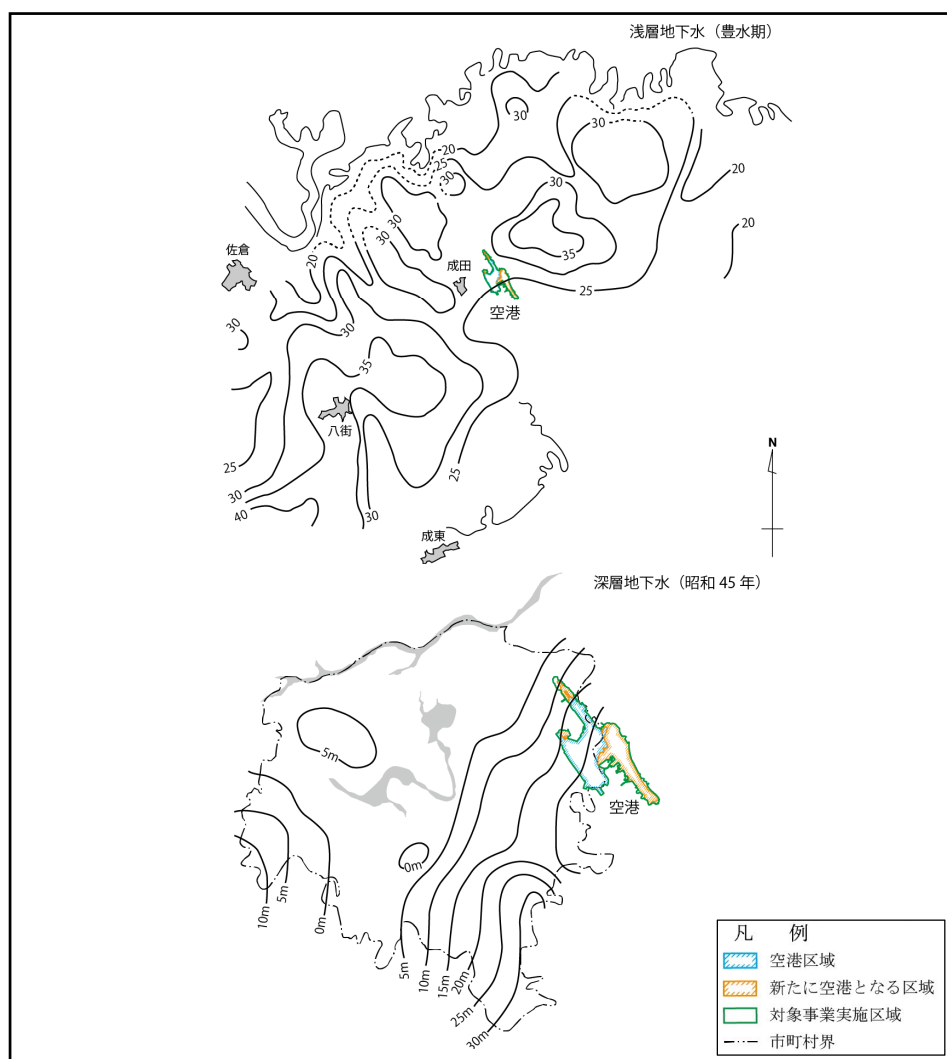 浅層地下水（豊水期）
30
30
20
25
30
20
30
30
30
35
佐倉
20
成田
25
20
空港
30
30
35
八街
25
25
30
40
30
N
成東
深層地下水（昭和 45 年）
5m
空港
0m
10m
5m
0m
5m
10m
15m
20m
25m
30m
凡　例
空港区域
新たに空港となる区域
対象事業実施区域
市町村界